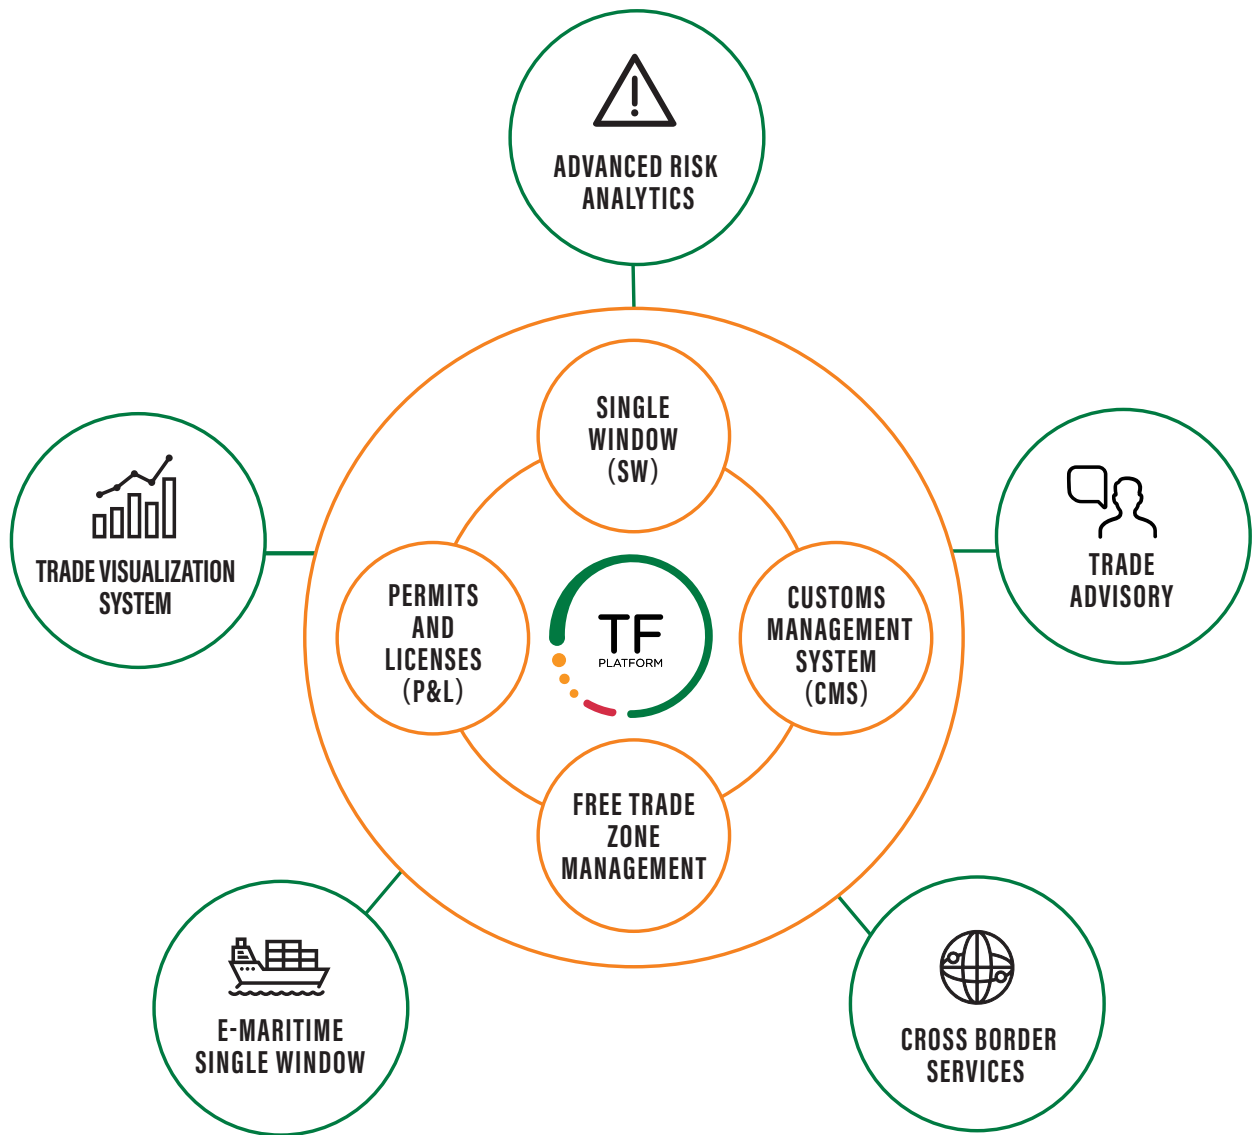 ADVANCED RISK
ANALYTICS
SINGLE
WINDOW
(SW)
TRADE VISUALIZATION
SYSTEM
PERMITS
AND
LICENSES
(P&L)
TF
PLATFORM
CUSTOMS
MANAGEMENT
SYSTEM
(CMS)
TRADE
ADVISORY
FREE TRADE
ZONE
MANAGEMENT
E-MARITIME
SINGLE WINDOW
CROSS BORDER
SERVICES